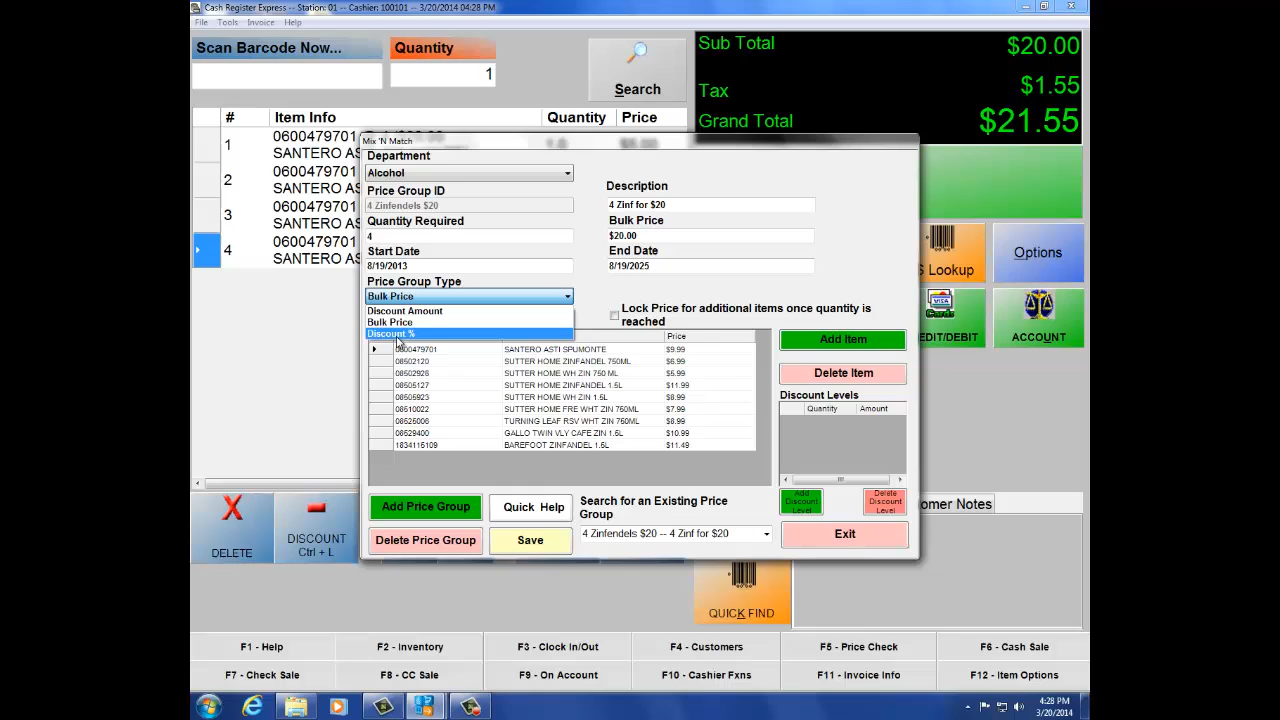 Cash Register Express -- Station: 01 -- Cashier: 100101 -- 3/20/2014 04:28 PM
File Tools Invoice Help
Scan Barcode Now...
Quantity
1
Search
Sub Total $20.00
Tax $1.55
Grand Total $21.55
# Item Info Quantity Price
1 0600479701
SANTERO AS
2 0600479701
SANTERO AS
3 0600479701
SANTERO AS
4 0600479701
SANTERO AS
Mix 'N Match
Department
Alcohol
Price Group ID
4 Zinfendels $20
Quantity Required
4
Start Date
8/19/2013
Price Group Type
Bulk Price
Discount Amount
Bulk Price
Discount %
Description
4 Zinf for $20
Bulk Price
$20.00
End Date
8/19/2025
Lock Price for additional items once quantity is
reached
Price
0600479701 SANTERO ASTI SPUMONTE $9.99
08502120 SUTTER HOME ZINFANDEL 750ML $6.99
08502926 SUTTER HOME WH ZIN 750 ML $5.99
08505127 SUTTER HOME ZINFANDEL 1.5L $11.99
08505923 SUTTER HOME WH ZIN 1.5L $8.99
08510022 SUTTER HOME FRE WHT ZIN 750ML $7.99
08525006 TURNING LEAF RSV WHT ZIN 750ML $8.99
08529400 GALLO TWIN VLY CAFE ZIN 1.5L $10.99
1834116109 BAREFOOT ZINFANDEL 1.5L $11.49
Add Item
Delete Item
Discount Levels
Quantity Amount
Add
Discount
Level
Delete
Discount
Level
Add Price Group
Quick Help
Search for an Existing Price
Group
Delete Price Group
Save
4 Zinfendels $20 -- 4 Zinf for $20
Exit
S Lookup
Options
Cards
EDIT/DEBIT
ACCOUNT
omer Notes
DELETE
DISCOUNT
Ctrl + L
QUICK FIND
F1 - Help
F2 - Inventory
F3 - Clock In/Out
F4 - Customers
F5 - Price Check
F6 - Cash Sale
F7 - Check Sale
F8 - CC Sale
F9 - On Account
F10 - Cashier Fxns
F11 - Invoice Info
F12 - Item Options
4:28 PM
3/20/2014